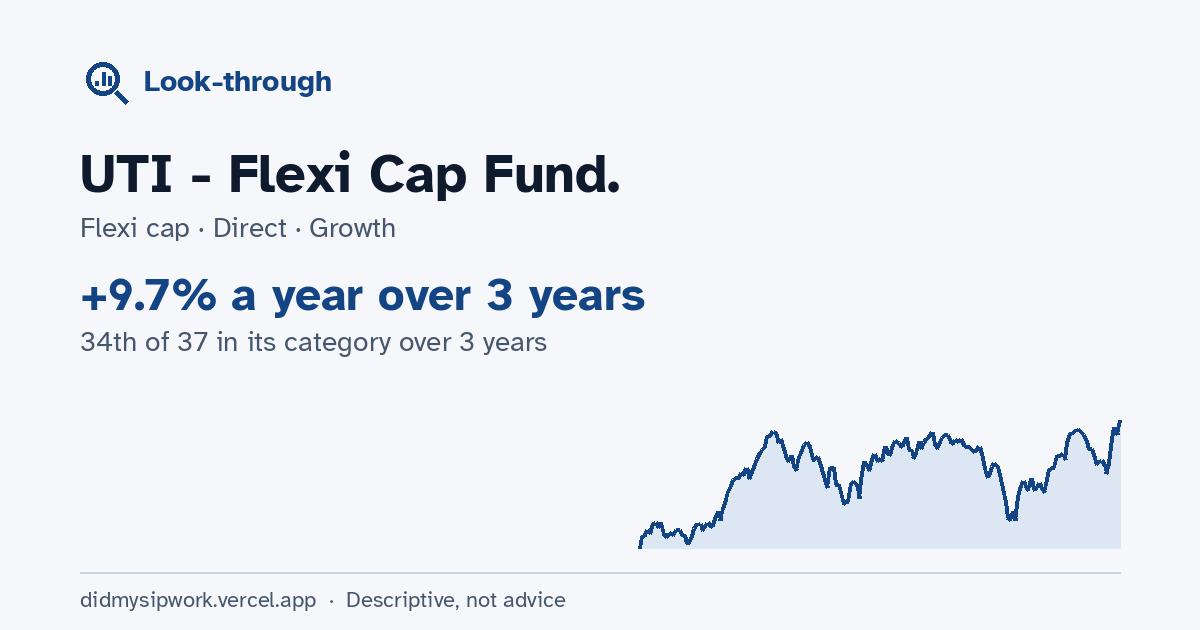 Look-through
UTI - Flexi Cap Fund.
Flexi cap · Direct · Growth
+9.7% a year over 3 years
34th of 37 in its category over 3 years
didmysipwork.vercel.app · Descriptive, not advice